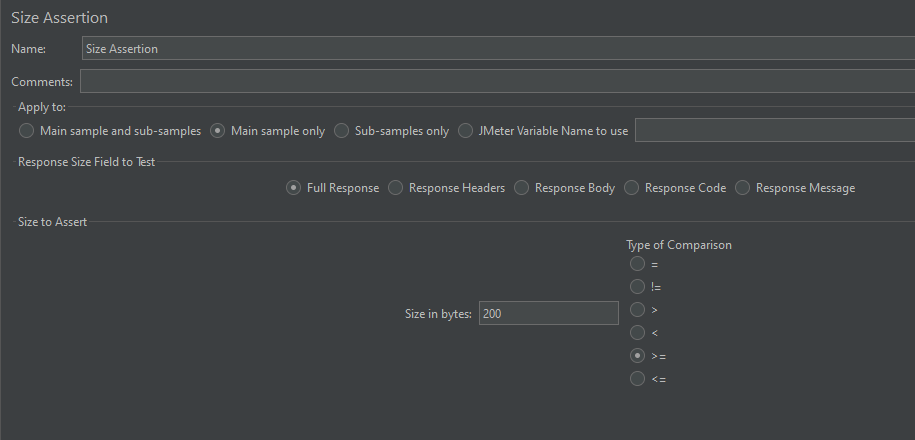 Size Assertion
Name: Size Assertion
Comments:
Apply to:
Main sample and sub-samples Main sample only Sub-samples only JMeter Variable Name to use
Response Size Field to Test
Full Response Response Headers Response Body Response Code Response Message
Size to Assert
Type of Comparison
=
!=
>
Size in bytes: 200
<
>=
<=